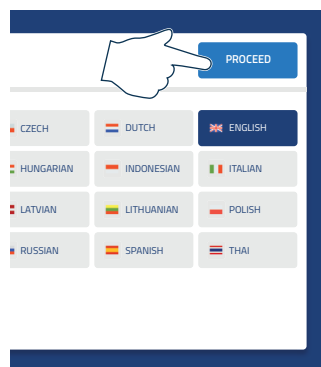 PROCEED
CZECH DUTCH ENGLISH
HUNGARIAN INDONESIAN ITALIAN
LATVIAN LITHUANIAN POLISH
RUSSIAN SPANISH THAI